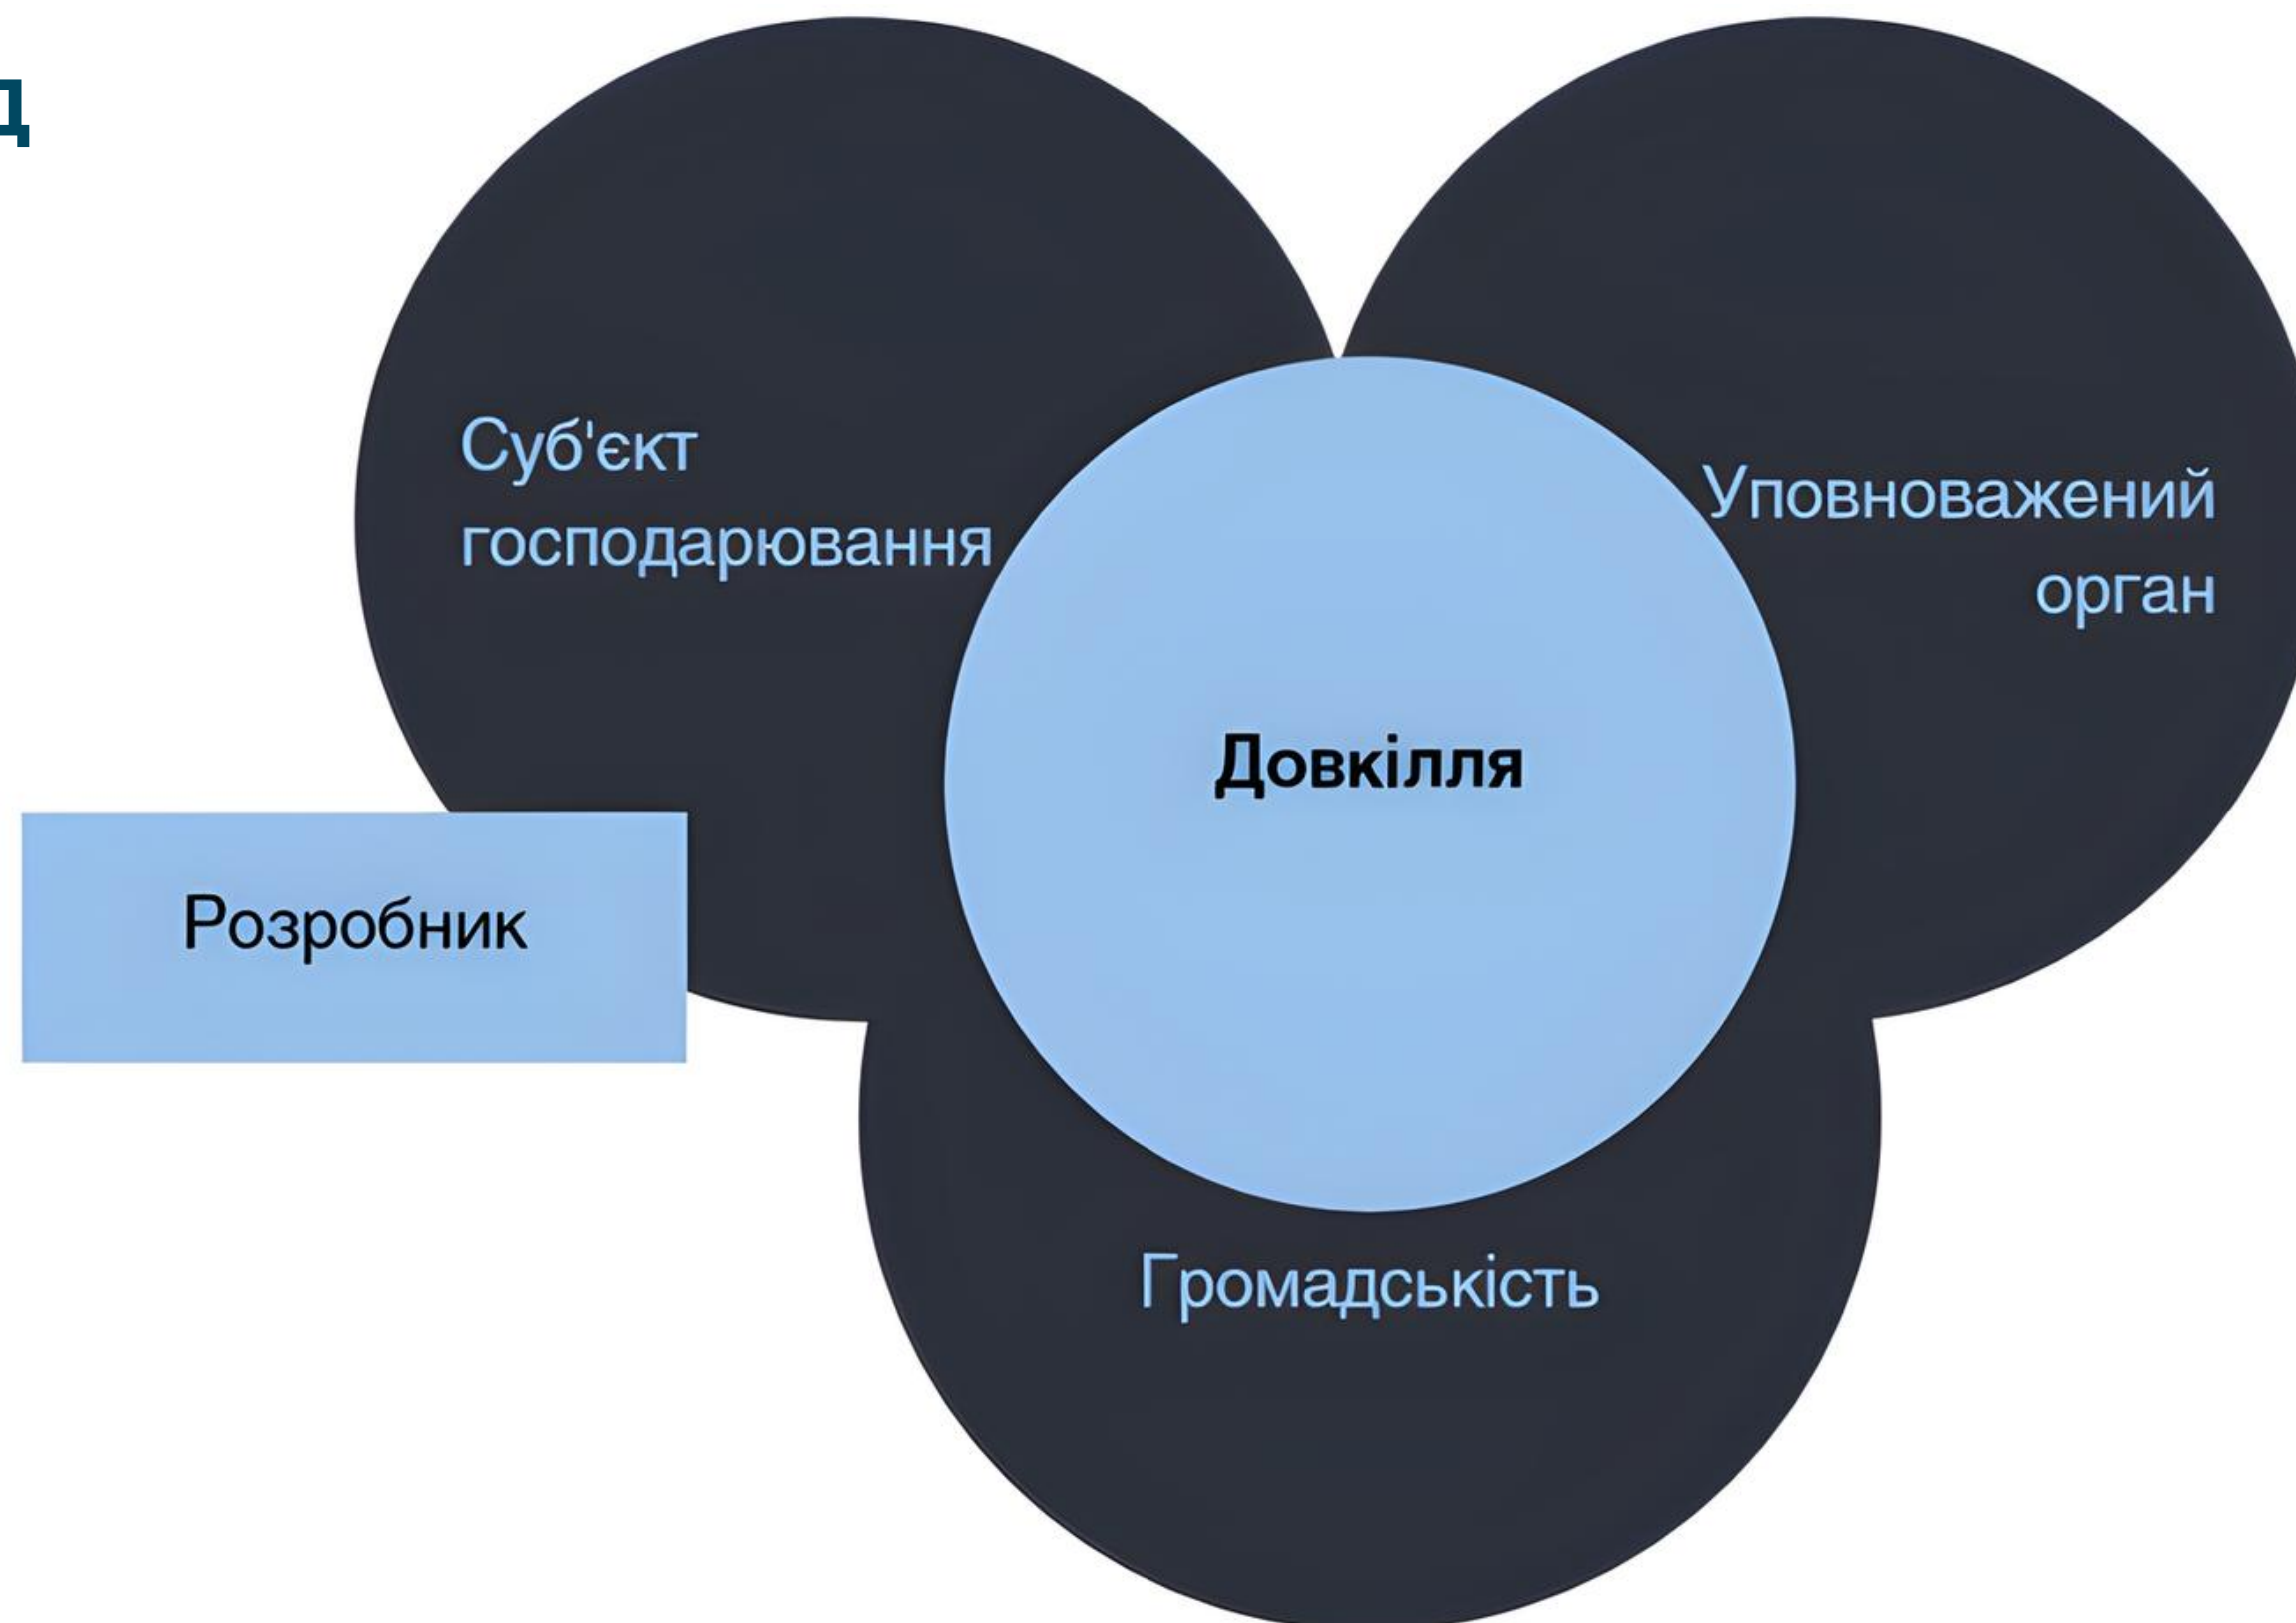 Д
Суб'єкт
господарювання
Уповноважений
орган
Довкілля
Розробник
Громадськість